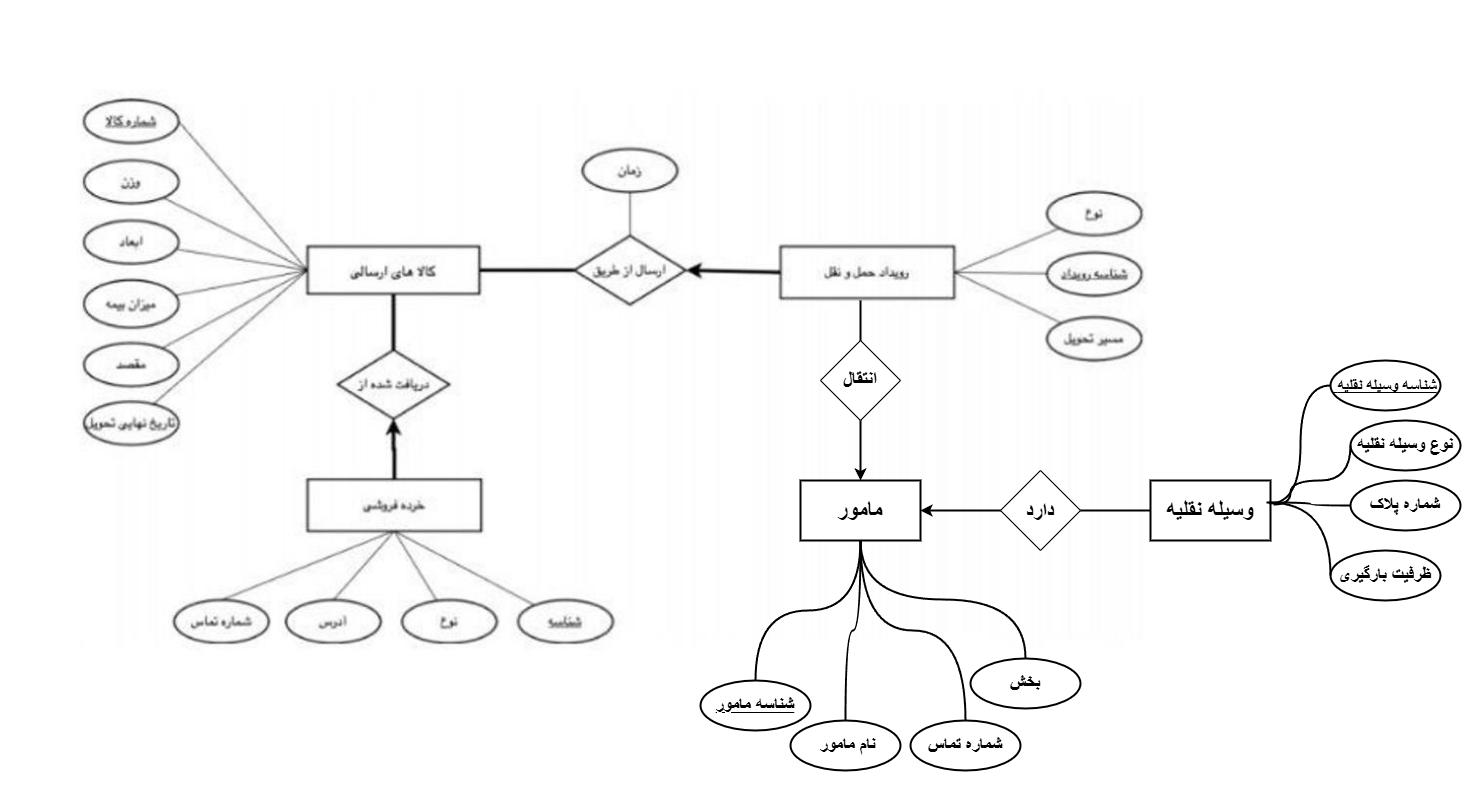 شماره کالا
وزن
ابعاد
میزان بیمه
مقصد
تاریخ نهایی تحویل
کالا های ارسالی
زمان
ارسال از طریق
رویداد حمل و نقل
نوع
شناسه رویداد
مسیر تحویل
دریافت شده از
خرده فروشی
شماره تماس
آدرس
نوع
شناسه
انتقال
مامور
دارد
وسیله نقلیه
شناسه وسیله نقلیه
نوع وسیله نقلیه
شماره پلاک
ظرفیت بارگیری
شناسه مامور
نام مامور
شماره تماس
بخش